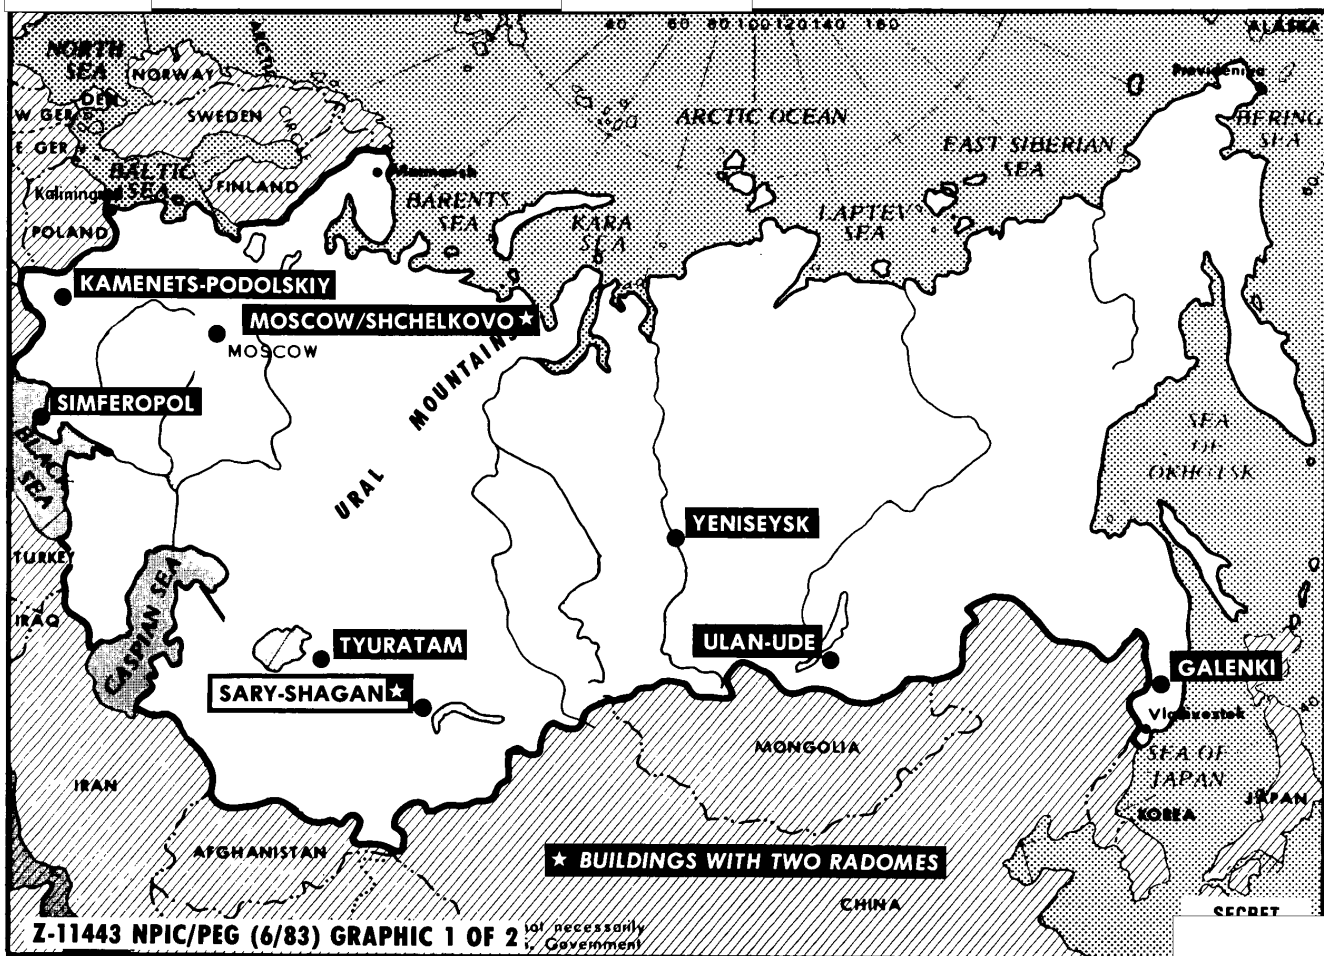 40 60 80 100 120 140 160
ALASKA
NORTH
SEA
ARCTIC
CIRCLE
NORWAY
Provideniya
DEN
W GER
SWEDEN
ARCTIC OCEAN
BERING
SEA
E GER
EAST SIBERIAN
SEA
BALTIC
SEA
Murmansk
Kaliningrad
FINLAND
BARENTS
SEA
KARA
SEA
LAPTEV
SEA
POLAND
KAMENETS-PODOLSKIY
MOSCOW/SHCHELKOVO ★
MOSCOW
URAL MOUNTAINS
SIMFEROPOL
BLACK
SEA
SEA
OF
OKHOTSK
YENISEYSK
TURKEY
CASPIAN SEA
IRAQ
TYURATAM
ULAN-UDE
GALENKI
SARY-SHAGAN ★
Vladivostok
40
MONGOLIA
SEA OF
JAPAN
IRAN
JAPAN
KOREA
AFGHANISTAN
★ BUILDINGS WITH TWO RADOMES
CHINA
SECRET
Z-11443 NPIC/PEG (6/83) GRAPHIC 1 OF 2
not necessarily
Government